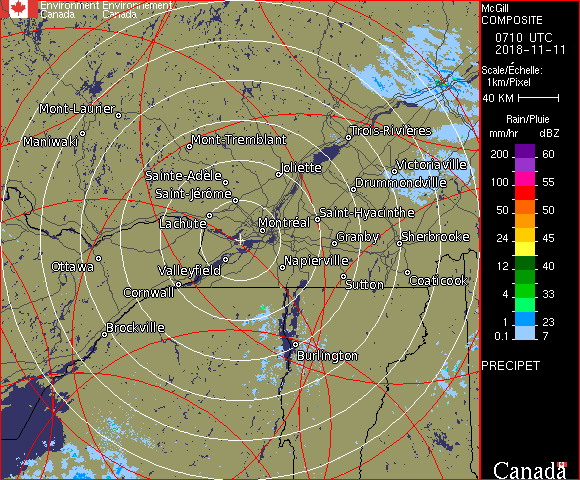 Environment Environnement
Canada Canada
McGill
COMPOSITE
0710 UTC
2018-11-11
Scale/Échelle:
1km/Pixel
40 KM
Rain/Pluie
mm/hr dBZ
200 60
150 57
100 55
50 50
24 45
12 40
4 33
1 23
0.1 7
PRECIPET
Canada
Mont-Laurier
Maniwaki
Mont-Tremblant
Trois-Rivières
Sainte-Adèle
Joliette
Victoriaville
Saint-Jérôme
Drummondville
Lachute
Montréal
Saint-Hyacinthe
Granby
Sherbrooke
Ottawa
Valleyfield
Napierville
Cornwall
Sutton
Coaticook
Brockville
Burlington